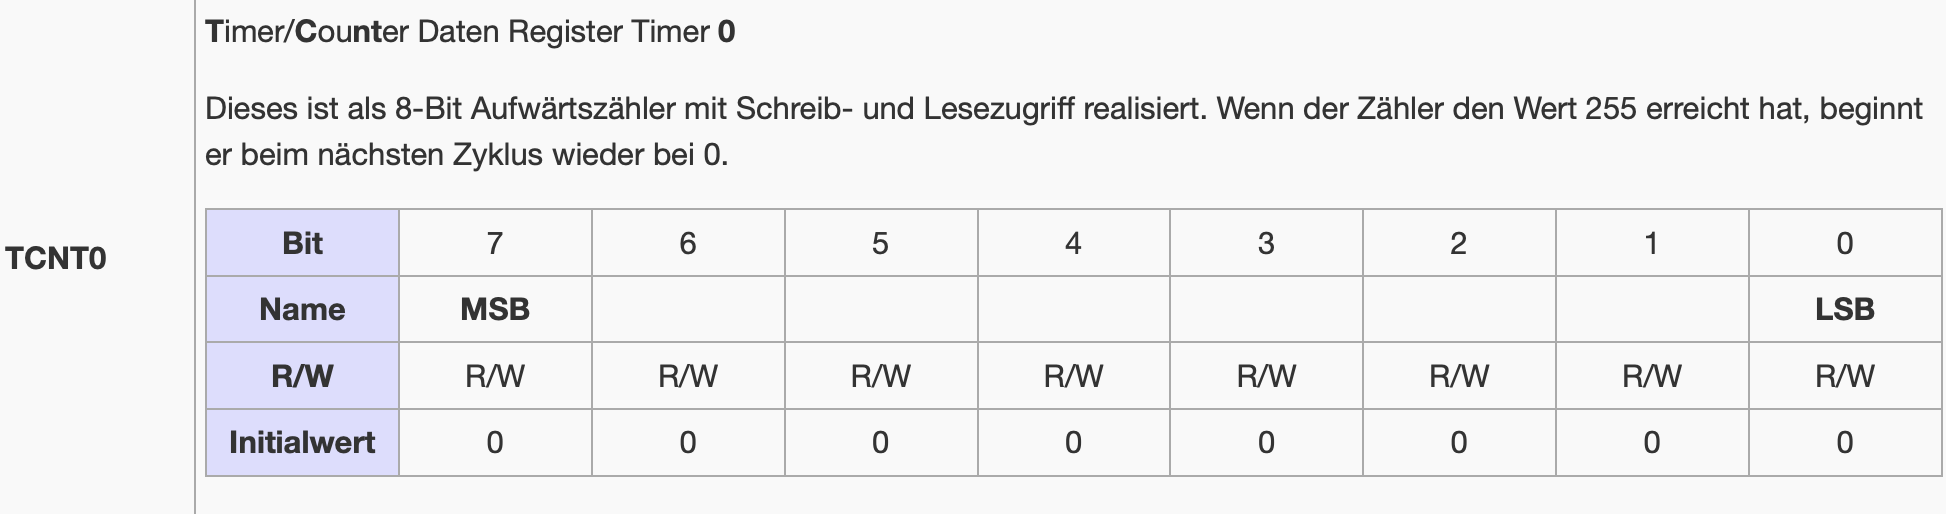 Timer/Counter Daten Register Timer 0
Dieses ist als 8-Bit Aufwärtszähler mit Schreib- und Lesezugriff realisiert. Wenn der Zähler den Wert 255 erreicht hat, beginnt
er beim nächsten Zyklus wieder bei 0.
TCNT0
Bit 7 6 5 4 3 2 1 0
Name MSB LSB
R/W R/W R/W R/W R/W R/W R/W R/W R/W
Initialwert 0 0 0 0 0 0 0 0